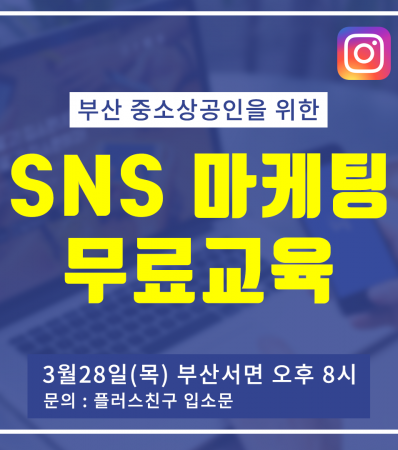 부산 중소상공인을 위한
SNS 마케팅
무료교육
3월28일(목) 부산서면 오후 8시
문의 : 플러스친구 입소문